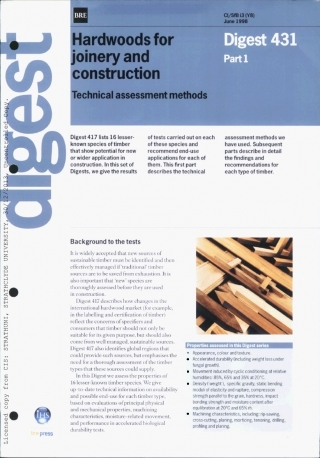 BRE
CI/SfB i3 (Y8)
June 1998
Hardwoods for
joinery and
construction
Technical assessment methods
Digest 431
Part 1
digest
Digest 417 lists 16 lesser-
known species of timber
that show potential for new
or wider application in
construction. In this set of
Digests, we give the results
of tests carried out on each
of these species and
recommend end-use
applications for each of
them. This first part
describes the technical
assessment methods we
have used. Subsequent
parts describe in detail
the findings and
recommendations for
each type of timber.
Background to the tests
It is widely accepted that new sources of
sustainable timber must be identified and then
effectively managed if 'traditional' timber
sources are to be saved from exhaustion. It is
also important that 'new' species are
thoroughly assessed before they are used
in construction.
Digest 417 describes how changes in the
international hardwood market (for example,
in the labelling and certification of timber)
reflect the concerns of specifiers and
consumers that timber should not only be
suitable for its given purpose, but should also
come from well managed, sustainable sources.
Digest 417 also identifies global regions that
could provide such sources, but emphasises the
need for a thorough assessment of the timber
types that these sources could supply.
In this Digest we assess the properties of
16 lesser-known timber species. We give
up-to-date technical information on availability
and possible end-use for each timber type,
based on evaluations of principal physical
and mechanical properties, machining
characteristics, moisture-related movement,
and performance in accelerated biological
durability tests.
Properties assessed in this Digest series
Appearance, colour and texture.
Accelerated durability (including weight loss under
fungal growth).
Movement induced by cyclic conditioning at relative
humidities:
Density/weight; specific gravity; static bending;
modulus of elasticity and rupture; compression
strength parallel to the grain; hardness; impact
bending strength and moisture content after
equilibration at 20°C and 65% rh.
Machining characteristics, including: rip-sawing,
cross-cutting, planing, mortising, tenoning, drilling,
profiling and planing.
IHS
press
Licensed copy from CIS: STRATHUNI, STRATHCLYDE UNIVERSITY, Uncontrolled Copy.